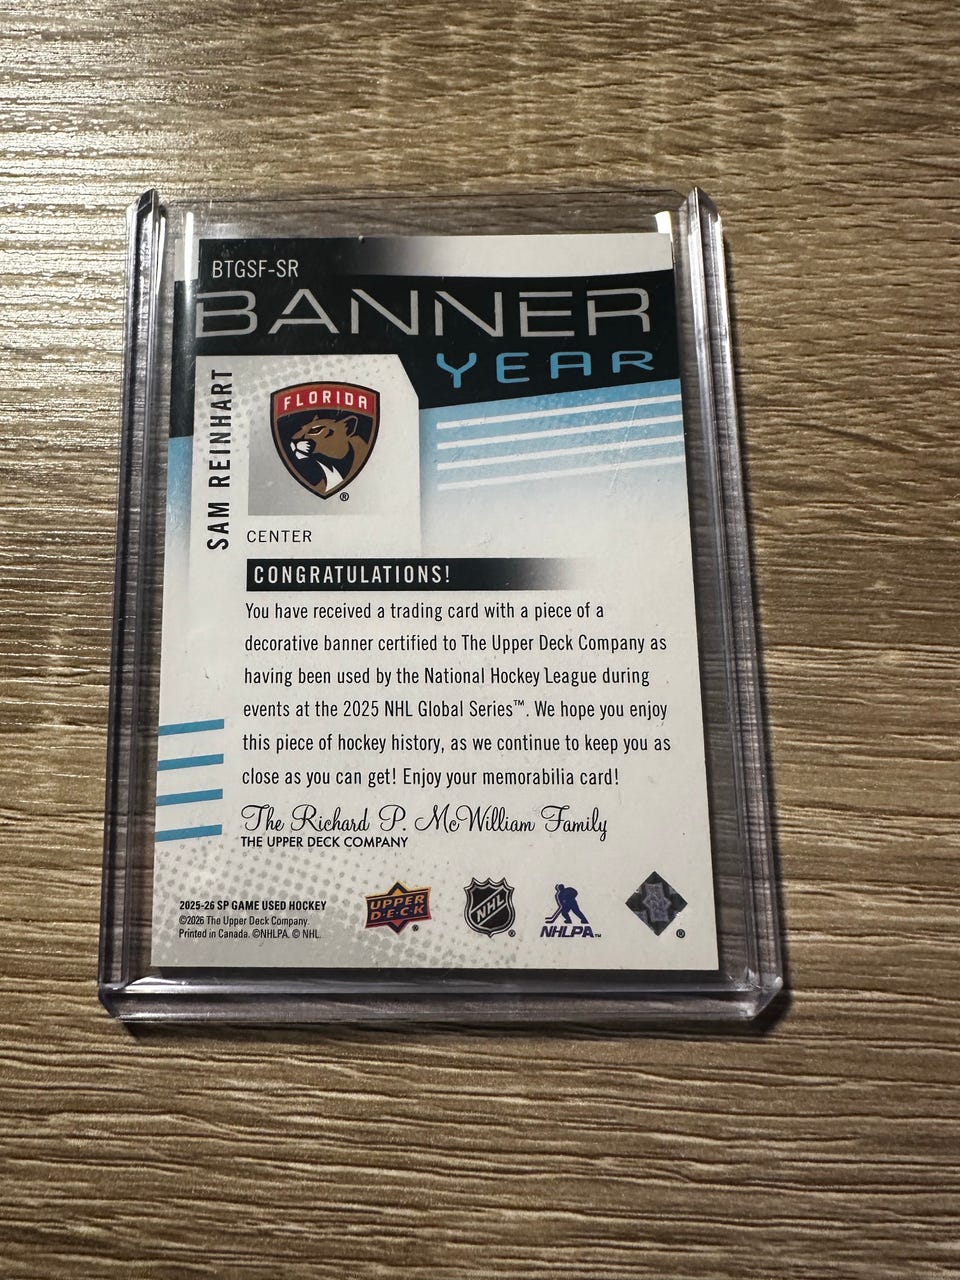 BTGSF-SR
BANNER
YEAR
SAM REINHART
FLORIDA
®
CENTER
CONGRATULATIONS!
You have received a trading card with a piece of a
decorative banner certified to The Upper Deck Company as
having been used by the National Hockey League during
events at the 2025 NHL Global Series™. We hope you enjoy
this piece of hockey history, as we continue to keep you as
close as you can get! Enjoy your memorabilia card!
The Richard P. McWilliam Family
THE UPPER DECK COMPANY
2025-26 SP GAME USED HOCKEY
©2026 The Upper Deck Company.
Printed in Canada. ©NHLPA. © NHL.
UPPER
D·E·C·K
®
NHL
®
NHLPA™
®